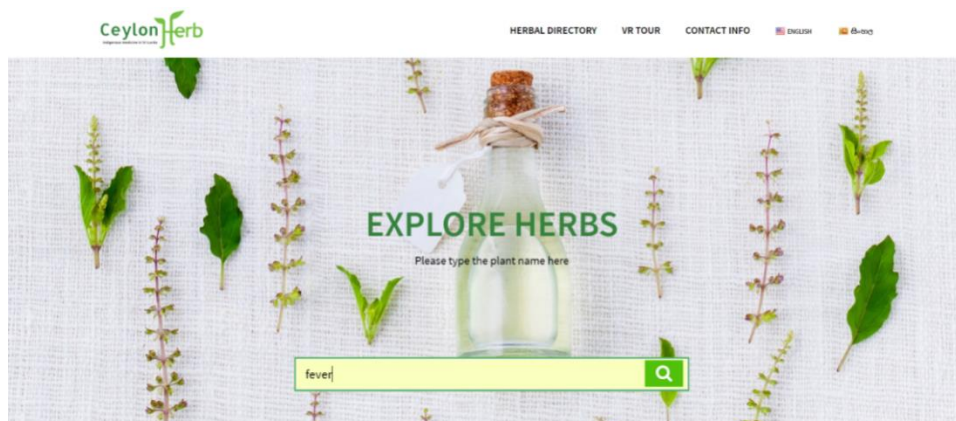 Ceylon Herb
HERBAL DIRECTORY
VR TOUR
CONTACT INFO
ENGLISH
සිංහල
EXPLORE HERBS
Please type the plant name here
fever